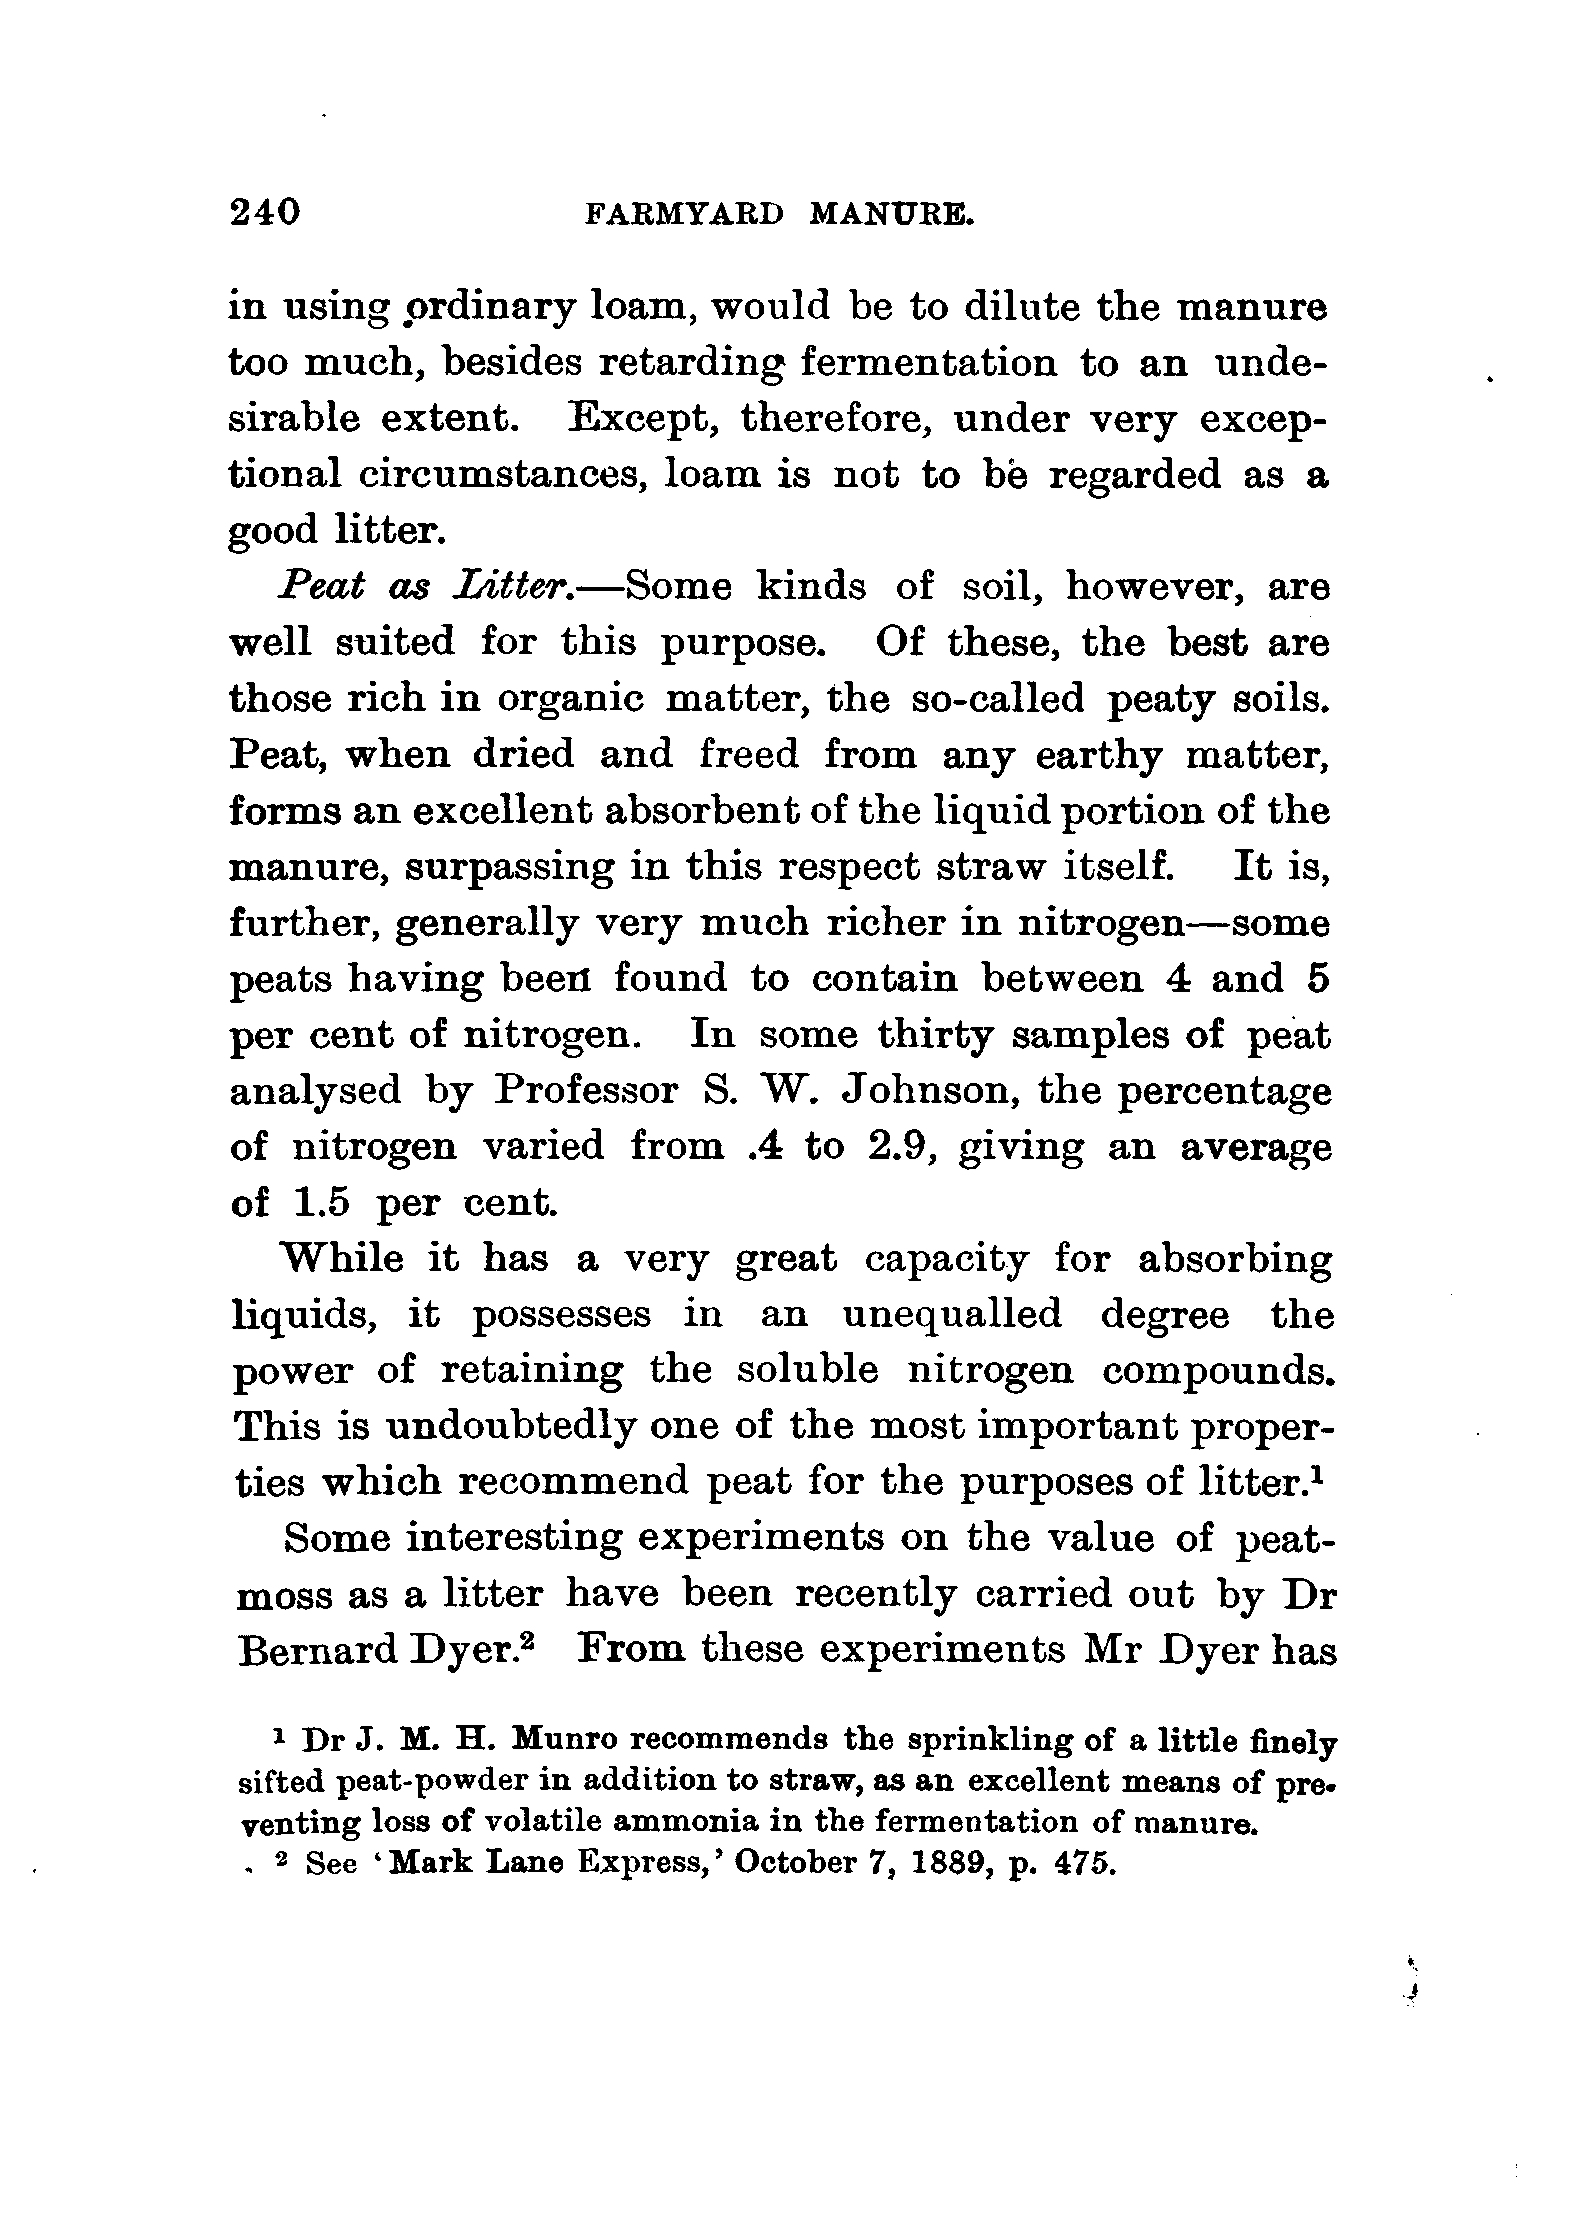 240 FARMYARD MANURE.
in using ordinary loam, would be to dilute the manure
too much, besides retarding fermentation to an unde-
sirable extent. Except, therefore, under very excep-
tional circumstances, loam is not to be regarded as a
good litter.
Peat as Litter.—Some kinds of soil, however, are
well suited for this purpose. Of these, the best are
those rich in organic matter, the so-called peaty soils.
Peat, when dried and freed from any earthy matter,
forms an excellent absorbent of the liquid portion of the
manure, surpassing in this respect straw itself. It is,
further, generally very much richer in nitrogen—some
peats having been found to contain between 4 and 5
per cent of nitrogen. In some thirty samples of peat
analysed by Professor S. W. Johnson, the percentage
of nitrogen varied from .4 to 2.9, giving an average
of 1.5 per cent.
While it has a very great capacity for absorbing
liquids, it possesses in an unequalled degree the
power of retaining the soluble nitrogen compounds.
This is undoubtedly one of the most important proper-
ties which recommend peat for the purposes of litter.¹
Some interesting experiments on the value of peat-
moss as a litter have been recently carried out by Dr
Bernard Dyer.² From these experiments Mr Dyer has
¹ Dr J. M. H. Munro recommends the sprinkling of a little finely
sifted peat-powder in addition to straw, as an excellent means of pre-
venting loss of volatile ammonia in the fermentation of manure.
² See ‘Mark Lane Express,’ October 7, 1889, p. 475.